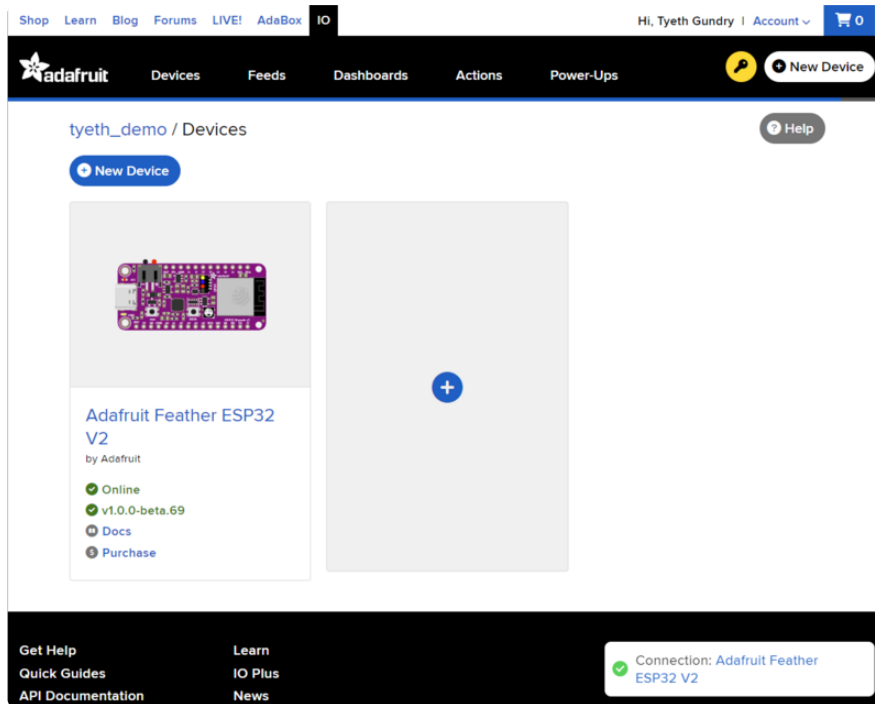 Shop Learn Blog Forums LIVE! AdaBox IO Hi, Tyeth Gundry | Account 0
adafruit Devices Feeds Dashboards Actions Power-Ups New Device
tyeth_demo / Devices Help
New Device
Adafruit Feather ESP32
V2
by Adafruit
Online
v1.0.0-beta.69
Docs
Purchase
Get Help Learn
Quick Guides IO Plus
API Documentation News
Connection: Adafruit Feather
ESP32 V2